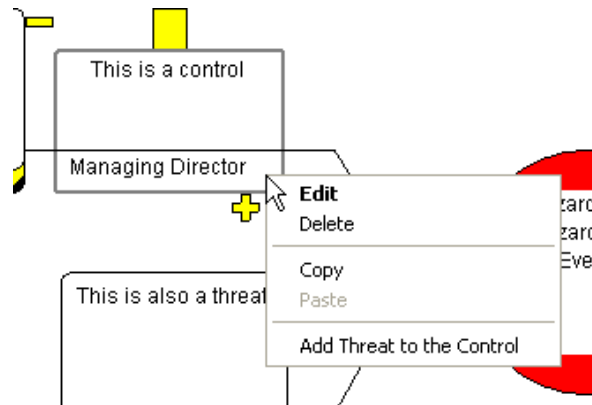 This is a control
Managing Director
Edit
Delete
Copy
Paste
Add Threat to the Control
This is also a threat